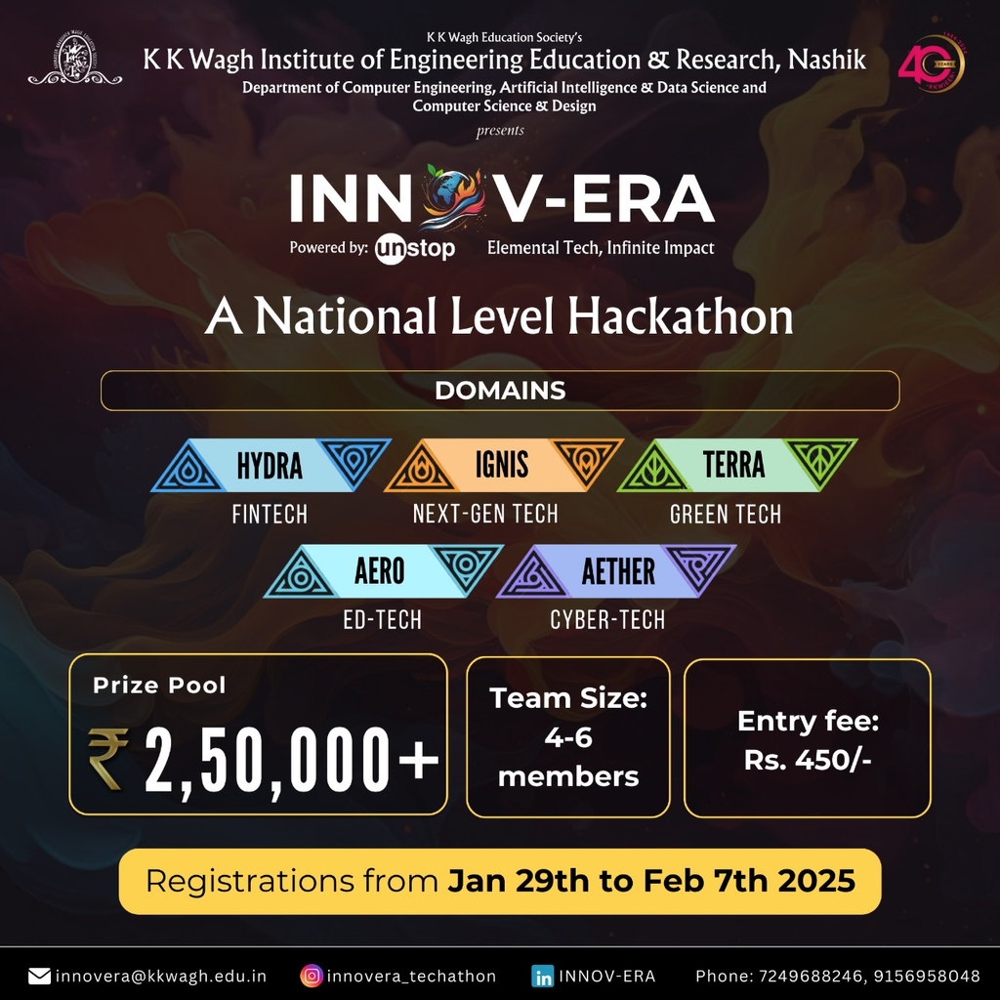 K K Wagh Education Society's
K K Wagh Institute of Engineering Education & Research, Nashik
Department of Computer Engineering, Artificial Intelligence & Data Science and
Computer Science & Design
presents
INNOV-ERA
Powered by: unstop Elemental Tech, Infinite Impact
A National Level Hackathon
DOMAINS
HYDRA IGNIS TERRA
FINTECH NEXT-GEN TECH GREEN TECH
AERO AETHER
ED-TECH CYBER-TECH
Prize Pool
₹ 2,50,000+
Team Size:
4-6
members
Entry fee:
Rs. 450/-
Registrations from Jan 29th to Feb 7th 2025
innovera@kkwagh.edu.in innovera_techathon in INNOV-ERA Phone: 7249688246, 9156958048